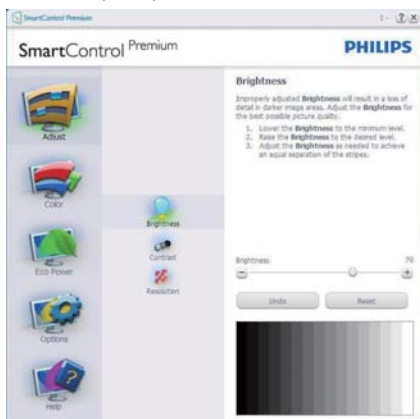 SmartControl Premium
SmartControl Premium
PHILIPS
Adjust
Color
Eco Power
Options
Help
Brightness
Contrast
Resolution
Brightness
Improperly adjusted Brightness will result in a loss of
detail in darker image areas. Adjust the Brightness for
the best possible picture quality.
1. Lower the Brightness to the minimum level.
2. Raise the Brightness to the desired level.
3. Adjust the Brightness as needed to achieve
an equal separation of the stripes.
Brightness
70
Undo
Reset